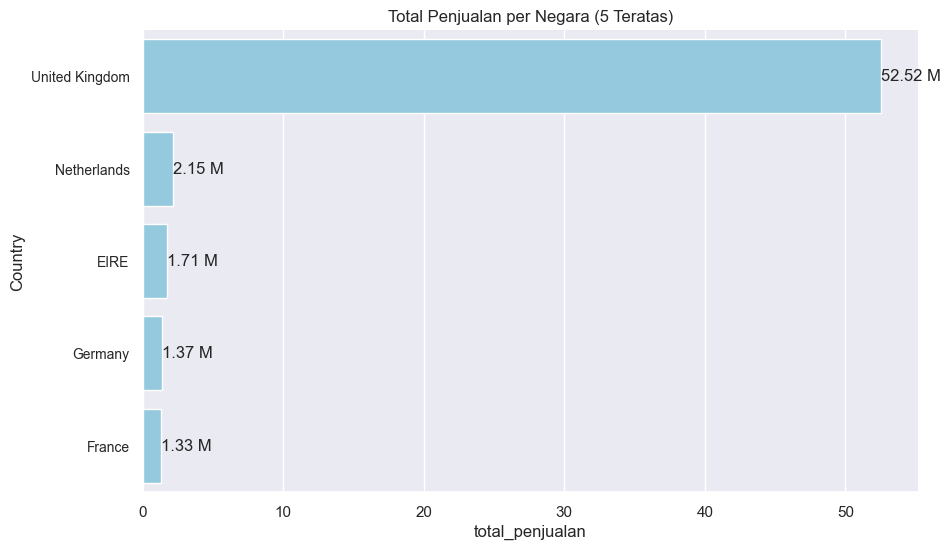 Total Penjualan per Negara (5 Teratas)
United Kingdom
52.52 M
Netherlands
2.15 M
EIRE
1.71 M
Germany
1.37 M
France
1.33 M
Country
0 10 20 30 40 50
total_penjualan